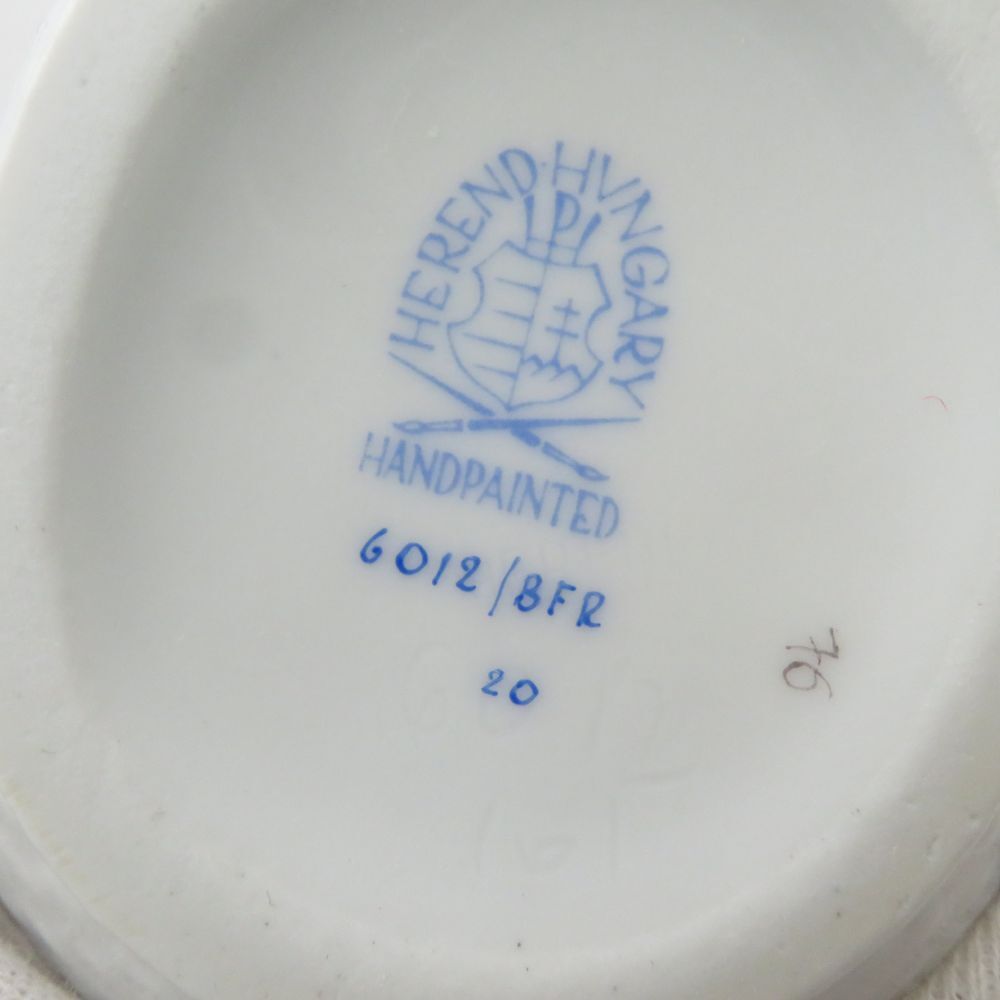 HEREND HVNGARY
HANDPAINTED
6012/BFR
20
76